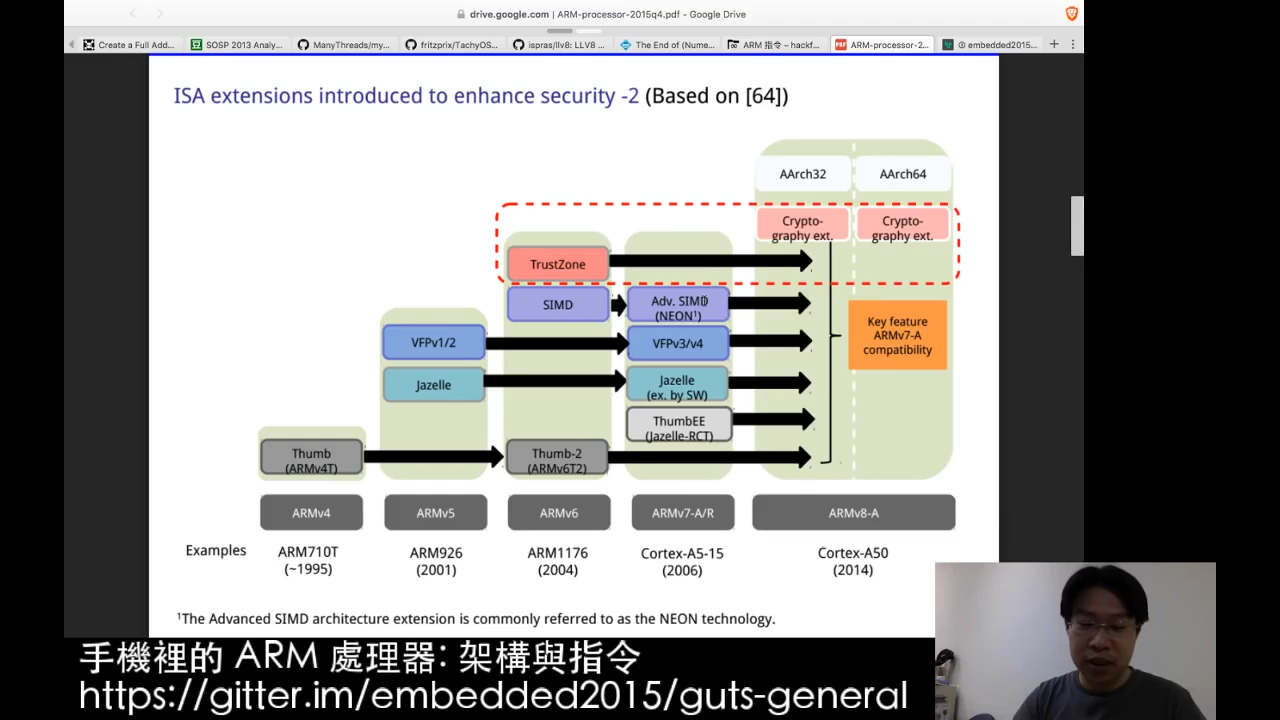 drive.google.com | ARM-processor-2015q4.pdf - Google Drive
Create a Full Add...
SOSP 2013 Analy...
ManyThreads/my...
fritzprix/TachyOS...
ispras/llv8: LLV8 ...
The End of (Nume...
ARM 指令 ~ hackf...
PDF
ARM-processor-2...
embedded2015...
ISA extensions introduced to enhance security -2 (Based on [64])
AArch32
AArch64
Crypto-
graphy ext.
Crypto-
graphy ext.
TrustZone
SIMD
Adv. SIMD
(NEON¹)
Key feature
ARMv7-A
compatibility
VFPv1/2
VFPv3/v4
Jazelle
Jazelle
(ex. by SW)
ThumbEE
(Jazelle-RCT)
Thumb
(ARMv4T)
Thumb-2
(ARMv6T2)
ARMv4
ARMv5
ARMv6
ARMv7-A/R
ARMv8-A
Examples
ARM710T
(~1995)
ARM926
(2001)
ARM1176
(2004)
Cortex-A5-15
(2006)
Cortex-A50
(2014)
¹The Advanced SIMD architecture extension is commonly referred to as the NEON technology.
手機裡的 ARM 處理器: 架構與指令
https://gitter.im/embedded2015/guts-general